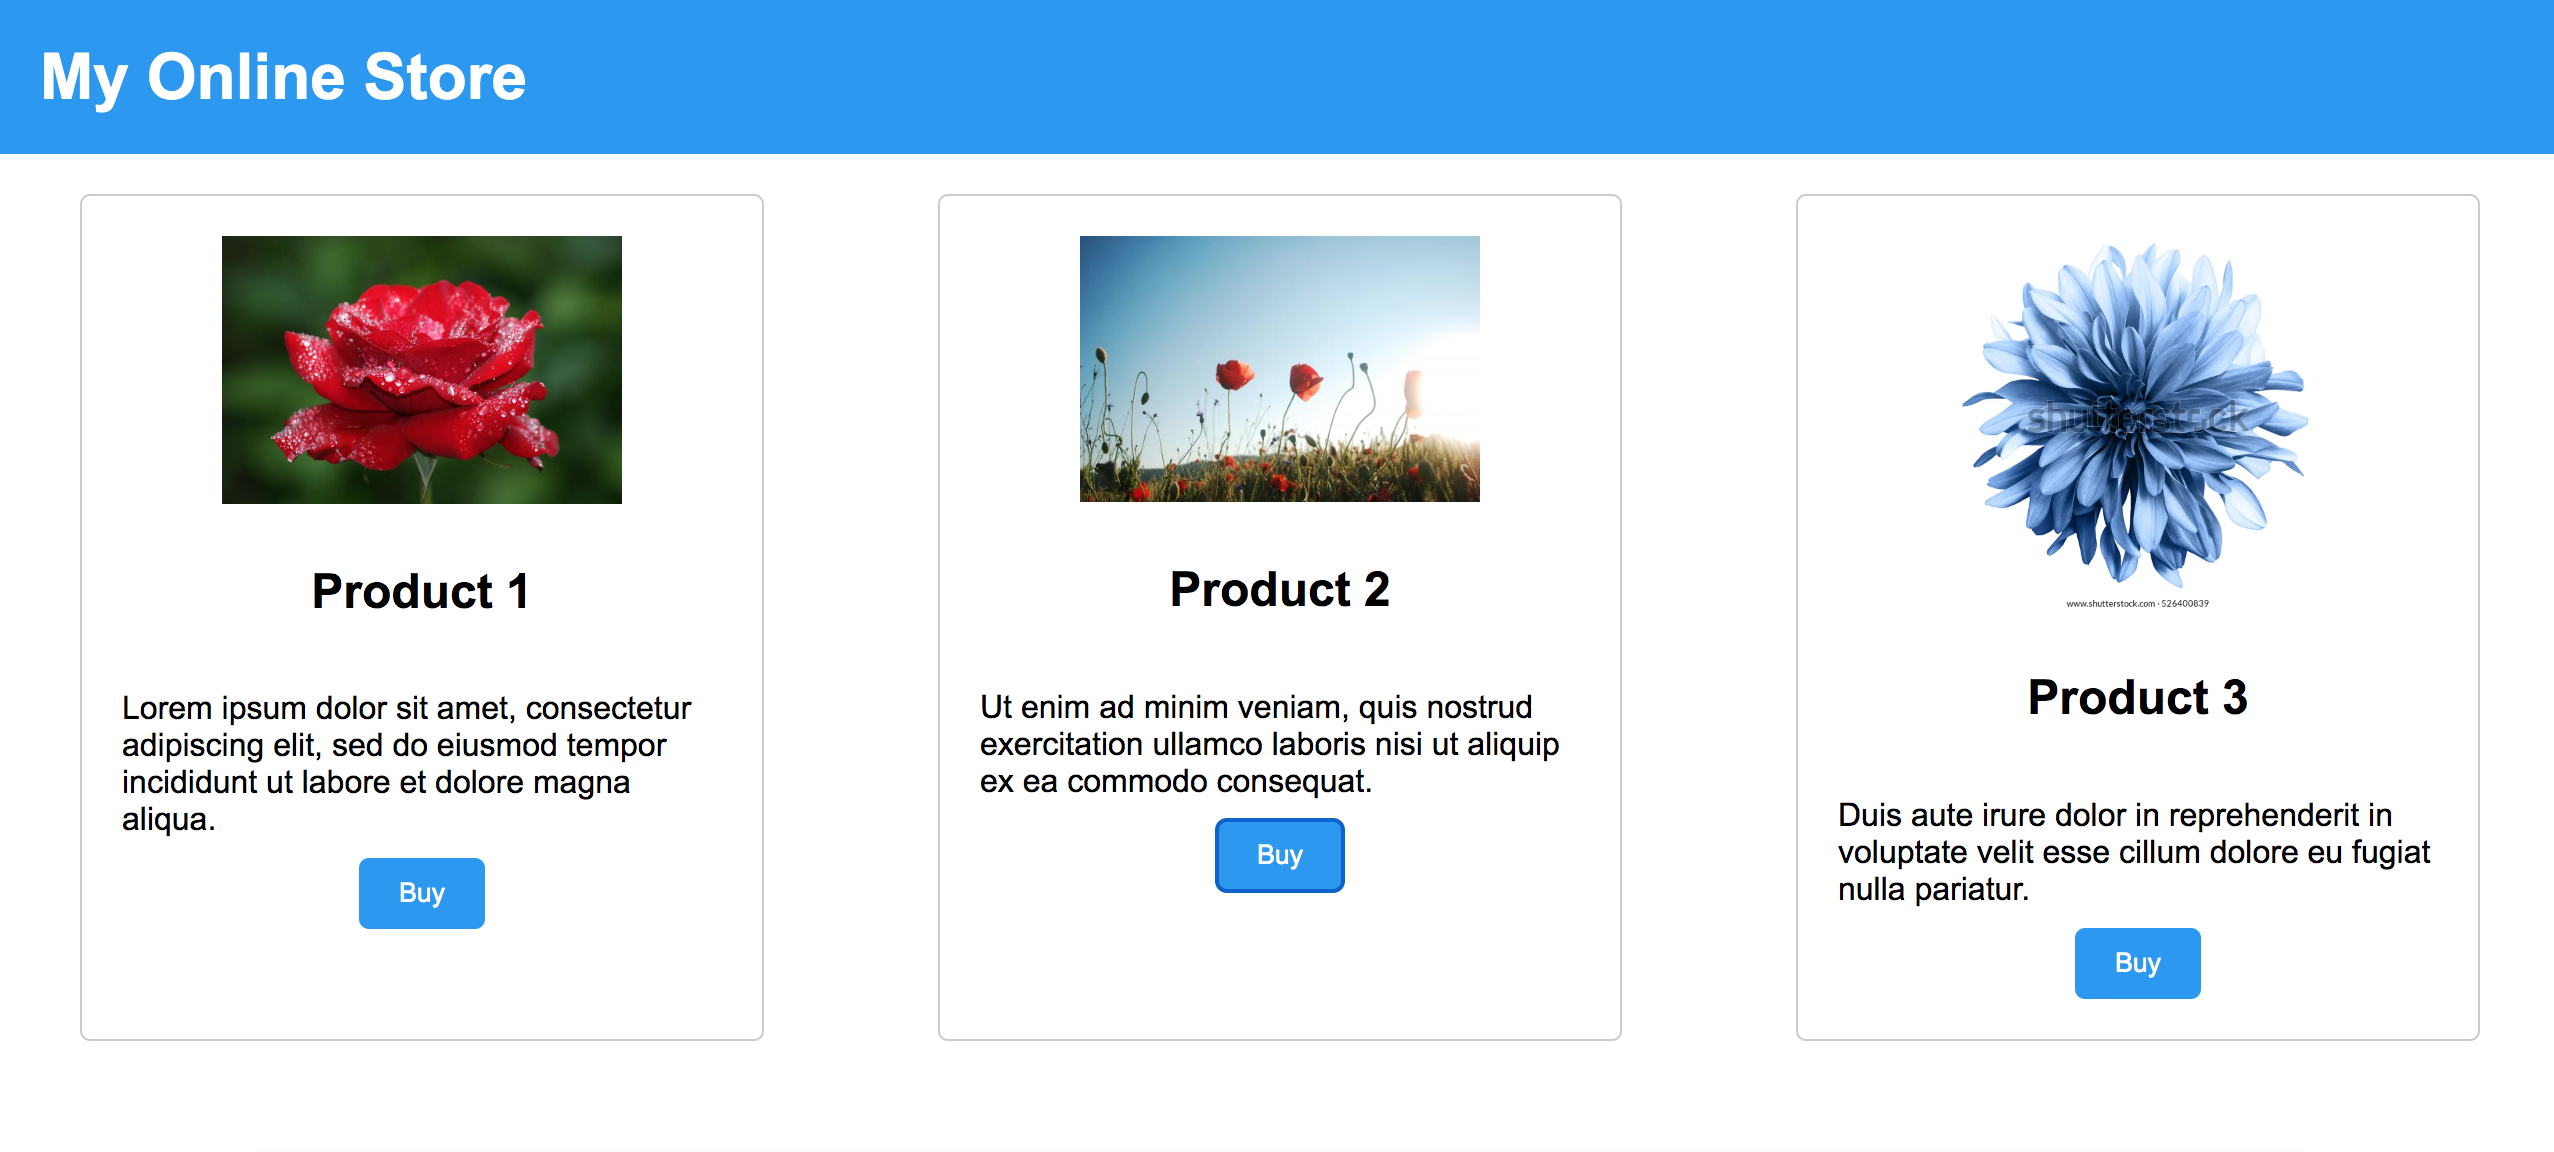 My Online Store
Product 1
Lorem ipsum dolor sit amet, consectetur
adipiscing elit, sed do eiusmod tempor
incididunt ut labore et dolore magna
aliqua.
Buy
Product 2
Ut enim ad minim veniam, quis nostrud
exercitation ullamco laboris nisi ut aliquip
ex ea commodo consequat.
Buy
shutterstock
www.shutterstock.com · 526400839
Product 3
Duis aute irure dolor in reprehenderit in
voluptate velit esse cillum dolore eu fugiat
nulla pariatur.
Buy